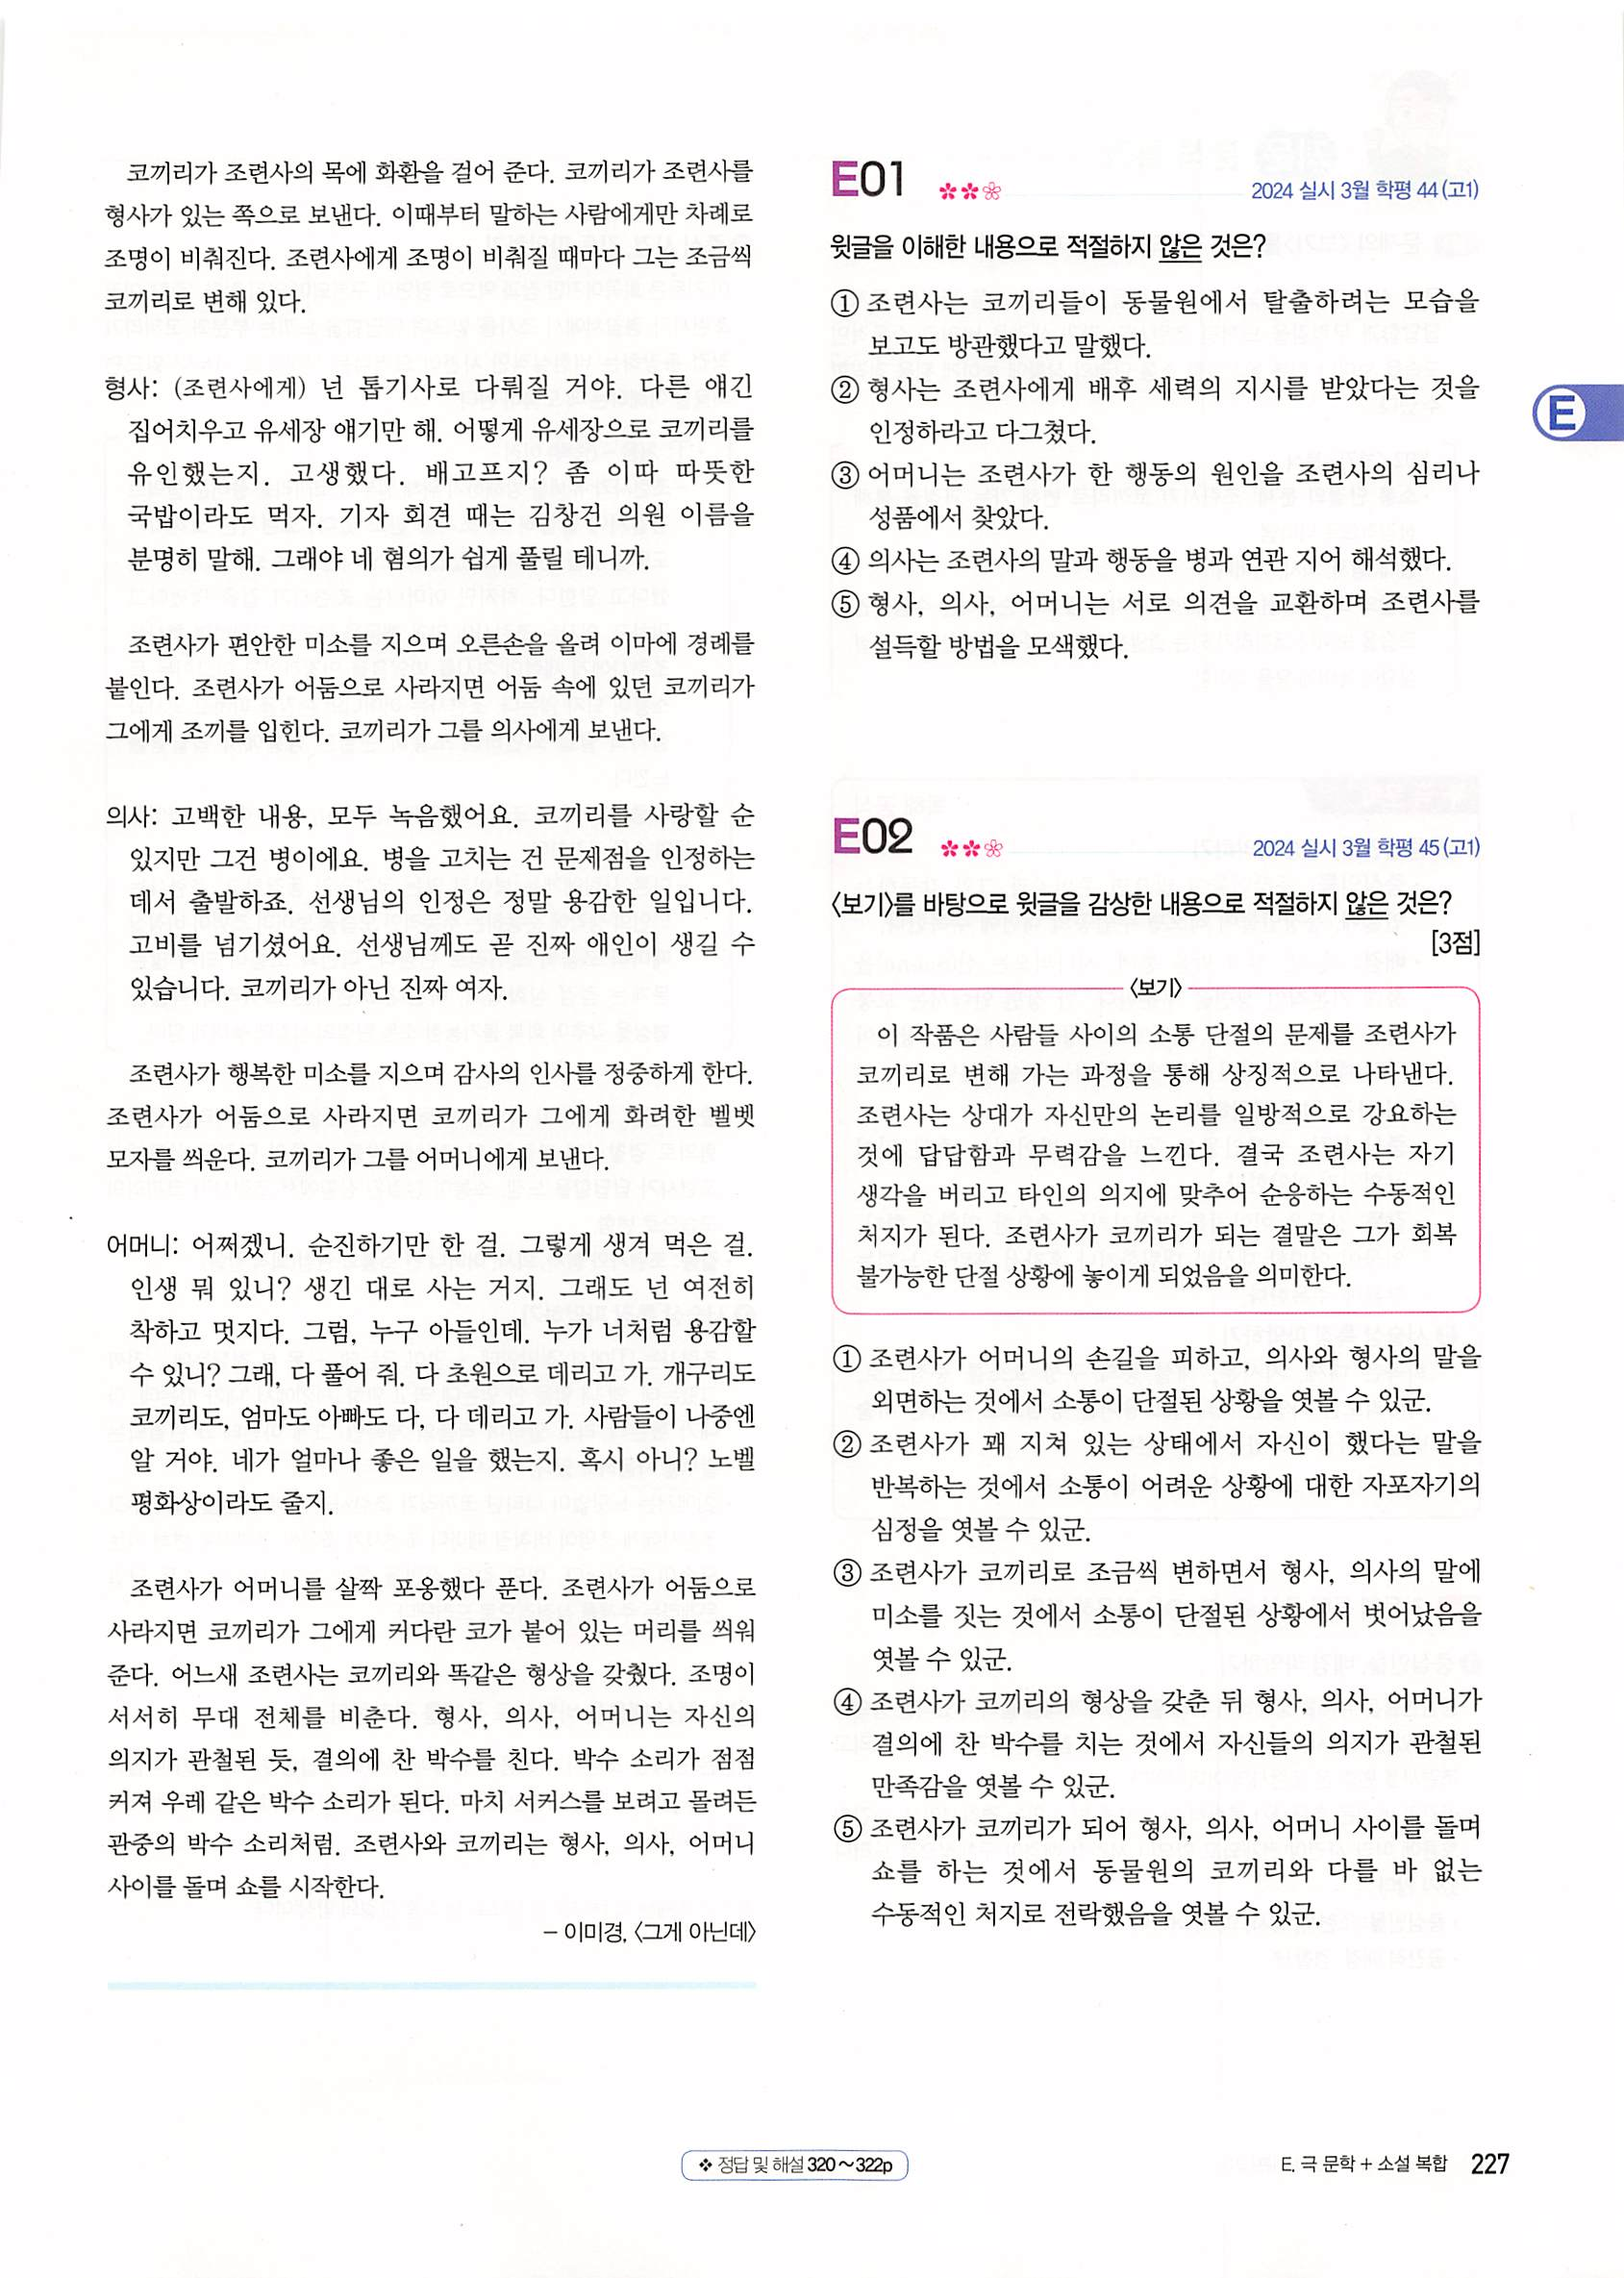 코끼리가 조련사의 목에 화환을 걸어 준다. 코끼리가 조련사를
형사가 있는 쪽으로 보낸다. 이때부터 말하는 사람에게만 차례로
조명이 비춰진다. 조련사에게 조명이 비춰질 때마다 그는 조금씩
코끼리로 변해 있다.
형사: (조련사에게) 넌 톱기사로 다뤄질 거야. 다른 얘긴
집어치우고 유세장 얘기만 해. 어떻게 유세장으로 코끼리를
유인했는지. 고생했다. 배고프지? 좀 이따 따뜻한
국밥이라도 먹자. 기자 회견 때는 김창건 의원 이름을
분명히 말해. 그래야 네 혐의가 쉽게 풀릴 테니까.
조련사가 편안한 미소를 지으며 오른손을 올려 이마에 경례를
붙인다. 조련사가 어둠으로 사라지면 어둠 속에 있던 코끼리가
그에게 조끼를 입힌다. 코끼리가 그를 의사에게 보낸다.
의사: 고백한 내용, 모두 녹음했어요. 코끼리를 사랑할 순
있지만 그건 병이에요. 병을 고치는 건 문제점을 인정하는
데서 출발하죠. 선생님의 인정은 정말 용감한 일입니다.
고비를 넘기셨어요. 선생님께도 곧 진짜 애인이 생길 수
있습니다. 코끼리가 아닌 진짜 여자.
조련사가 행복한 미소를 지으며 감사의 인사를 정중하게 한다.
조련사가 어둠으로 사라지면 코끼리가 그에게 화려한 벨벳
모자를 씌운다. 코끼리가 그를 어머니에게 보낸다.
어머니: 어쩌겠니. 순진하기만 한 걸. 그렇게 생겨 먹은 걸.
인생 뭐 있니? 생긴 대로 사는 거지. 그래도 넌 여전히
착하고 멋지다. 그럼, 누구 아들인데. 누가 너처럼 용감할
수 있니? 그래, 다 풀어 줘. 다 초원으로 데리고 가. 개구리도
코끼리도, 엄마도 아빠도 다, 다 데리고 가. 사람들이 나중엔
알 거야. 네가 얼마나 좋은 일을 했는지. 혹시 아니? 노벨
평화상이라도 줄지.
조련사가 어머니를 살짝 포옹했다 푼다. 조련사가 어둠으로
사라지면 코끼리가 그에게 커다란 코가 붙어 있는 머리를 씌워
준다. 어느새 조련사는 코끼리와 똑같은 형상을 갖췄다. 조명이
서서히 무대 전체를 비춘다. 형사, 의사, 어머니는 자신의
의지가 관철된 듯, 결의에 찬 박수를 친다. 박수 소리가 점점
커져 우레 같은 박수 소리가 된다. 마치 서커스를 보려고 몰려든
관중의 박수 소리처럼. 조련사와 코끼리는 형사, 의사, 어머니
사이를 돌며 쇼를 시작한다.
– 이미경, 〈그게 아닌데〉
E01
2024 실시 3월 학평 44(고1)
윗글을 이해한 내용으로 적절하지 않은 것은?
① 조련사는 코끼리들이 동물원에서 탈출하려는 모습을
보고도 방관했다고 말했다.
② 형사는 조련사에게 배후 세력의 지시를 받았다는 것을
인정하라고 다그쳤다.
③ 어머니는 조련사가 한 행동의 원인을 조련사의 심리나
성품에서 찾았다.
④ 의사는 조련사의 말과 행동을 병과 연관 지어 해석했다.
⑤ 형사, 의사, 어머니는 서로 의견을 교환하며 조련사를
설득할 방법을 모색했다.
E
E02
2024 실시 3월 학평 45(고1)
〈보기〉를 바탕으로 윗글을 감상한 내용으로 적절하지 않은 것은?
[3점]
〈보기〉
이 작품은 사람들 사이의 소통 단절의 문제를 조련사가
코끼리로 변해 가는 과정을 통해 상징적으로 나타낸다.
조련사는 상대가 자신만의 논리를 일방적으로 강요하는
것에 답답함과 무력감을 느낀다. 결국 조련사는 자기
생각을 버리고 타인의 의지에 맞추어 순응하는 수동적인
처지가 된다. 조련사가 코끼리가 되는 결말은 그가 회복
불가능한 단절 상황에 놓이게 되었음을 의미한다.
① 조련사가 어머니의 손길을 피하고, 의사와 형사의 말을
외면하는 것에서 소통이 단절된 상황을 엿볼 수 있군.
② 조련사가 꽤 지쳐 있는 상태에서 자신이 했다는 말을
반복하는 것에서 소통이 어려운 상황에 대한 자포자기의
심정을 엿볼 수 있군.
③ 조련사가 코끼리로 조금씩 변하면서 형사, 의사의 말에
미소를 짓는 것에서 소통이 단절된 상황에서 벗어났음을
엿볼 수 있군.
④ 조련사가 코끼리의 형상을 갖춘 뒤 형사, 의사, 어머니가
결의에 찬 박수를 치는 것에서 자신들의 의지가 관철된
만족감을 엿볼 수 있군.
⑤ 조련사가 코끼리가 되어 형사, 의사, 어머니 사이를 돌며
쇼를 하는 것에서 동물원의 코끼리와 다를 바 없는
수동적인 처지로 전락했음을 엿볼 수 있군.
❖ 정답 및 해설 320~322p
E. 극 문학 + 소설 복합 227